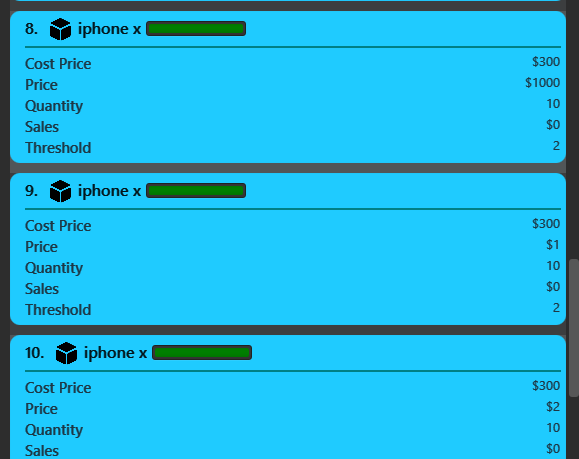 8. iphone x
Cost Price $300
Price $1000
Quantity 10
Sales $0
Threshold 2
9. iphone x
Cost Price $300
Price $1
Quantity 10
Sales $0
Threshold 2
10. iphone x
Cost Price $300
Price $2
Quantity 10
Sales $0